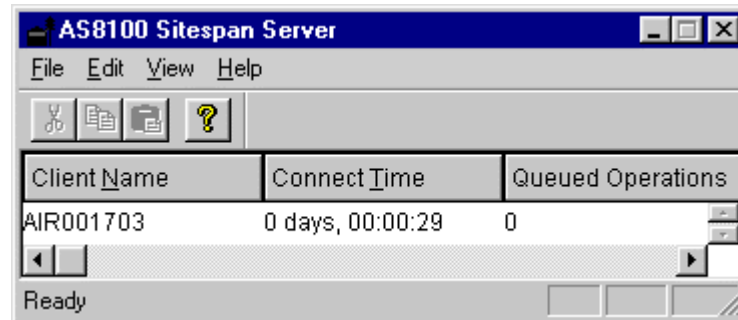 AS8100 Sitespan Server
File Edit View Help
Client Name Connect Time Queued Operations
AIR001703 0 days, 00:00:29 0
Ready